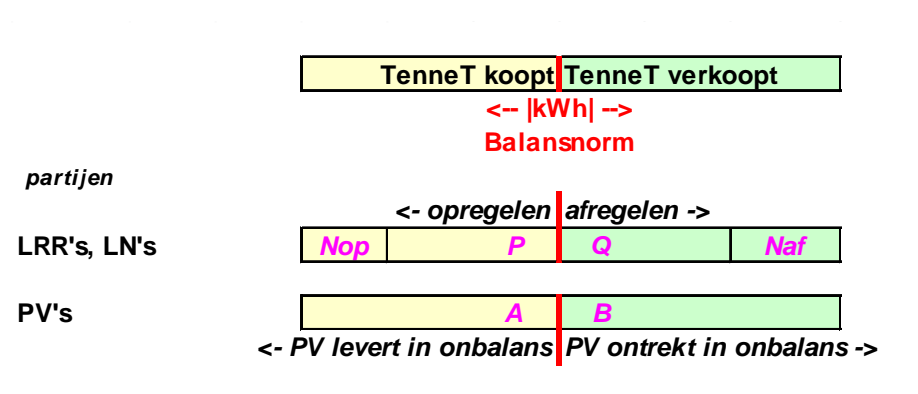 TenneT koopt TenneT verkoopt
<-- |kWh| -->
Balansnorm
partijen
<- opregelen afregelen ->
LRR's, LN's Nop P Q Naf
PV's A B
<- PV levert in onbalans PV ontrekt in onbalans ->